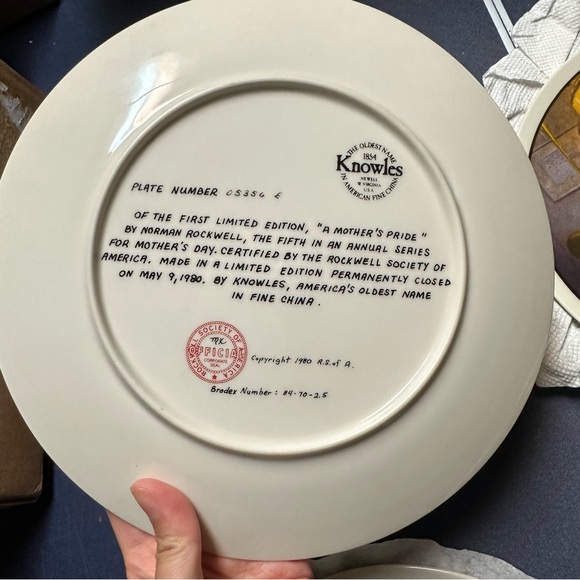 THE OLDEST NAME
1854
Knowles
NEWELL
W. VIRGINIA
U.S.A.
IN AMERICAN FINE CHINA
PLATE NUMBER 05356 E
OF THE FIRST LIMITED EDITION, "A MOTHER'S PRIDE"
BY NORMAN ROCKWELL, THE FIFTH IN AN ANNUAL SERIES
FOR MOTHER'S DAY. CERTIFIED BY THE ROCKWELL SOCIETY OF
AMERICA. MADE IN A LIMITED EDITION PERMANENTLY CLOSED
ON MAY 9, 1980. BY KNOWLES, AMERICA'S OLDEST NAME
IN FINE CHINA.
ROCKWELL SOCIETY OF AMERICA
OFFICIAL
CORPORATE
SEAL
Copyright 1980 R.S. of A.
Bradex Number: 84-70-2.5